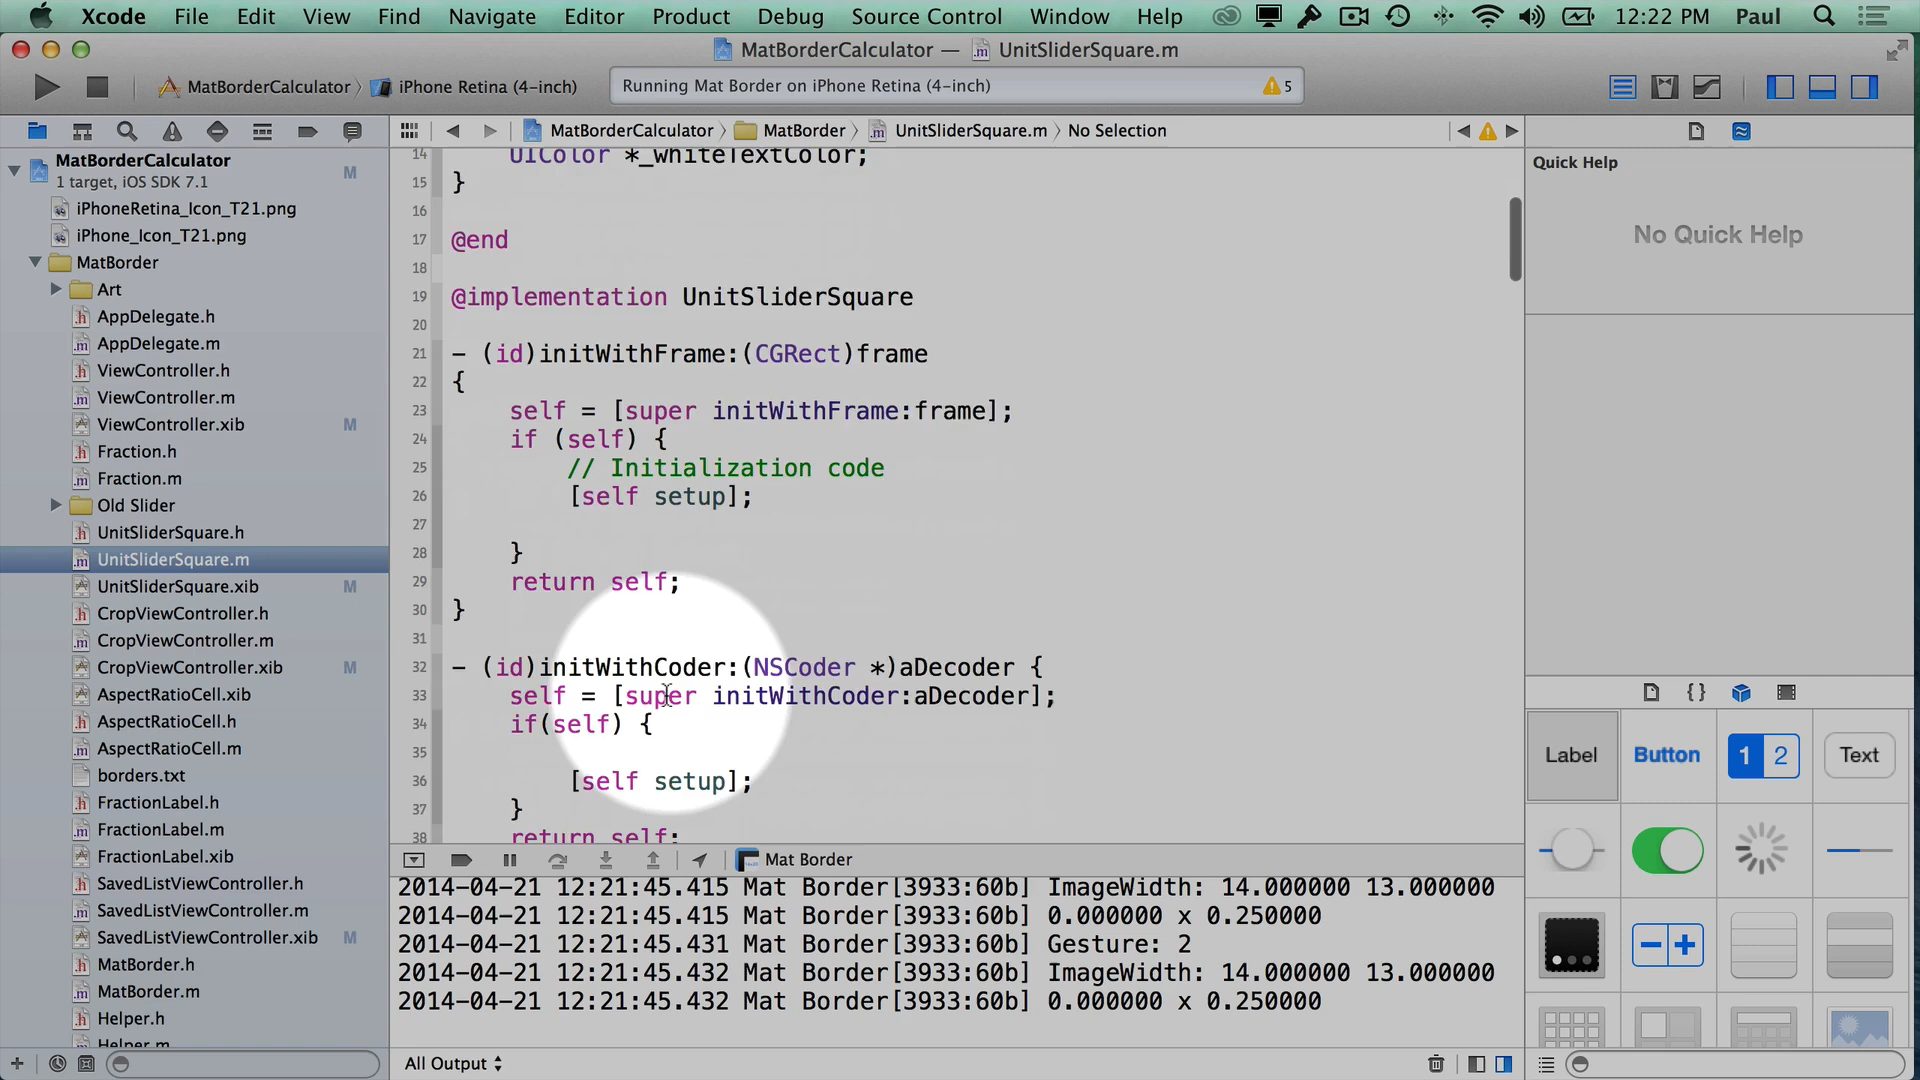 Xcode File Edit View Find Navigate Editor Product Debug Source Control Window Help 12:22 PM Paul
MatBorderCalculator — UnitSliderSquare.m
MatBorderCalculator iPhone Retina (4-inch) Running Mat Border on iPhone Retina (4-inch) 5
MatBorderCalculator MatBorder UnitSliderSquare.m No Selection
MatBorderCalculator M
1 target, iOS SDK 7.1
iPhoneRetina_Icon_T21.png
iPhone_Icon_T21.png
MatBorder
Art
AppDelegate.h
AppDelegate.m
ViewController.h
ViewController.m
ViewController.xib M
Fraction.h
Fraction.m
Old Slider
UnitSliderSquare.h
UnitSliderSquare.m
UnitSliderSquare.xib M
CropViewController.h
CropViewController.m
CropViewController.xib M
AspectRatioCell.xib
AspectRatioCell.h
AspectRatioCell.m
borders.txt
FractionLabel.h
FractionLabel.m
FractionLabel.xib
SavedListViewController.h
SavedListViewController.m
SavedListViewController.xib M
MatBorder.h
MatBorder.m
Helper.h
Helper.m
14 UIColor *_whiteTextColor;
15 }
16
17 @end
18
19 @implementation UnitSliderSquare
20
21 - (id)initWithFrame:(CGRect)frame
22 {
23 self = [super initWithFrame:frame];
24 if (self) {
25 // Initialization code
26 [self setup];
27
28 }
29 return self;
30 }
31
32 - (id)initWithCoder:(NSCoder *)aDecoder {
33 self = [super initWithCoder:aDecoder];
34 if(self) {
35
36 [self setup];
37 }
38 return self;
Mat Border
2014-04-21 12:21:45.415 Mat Border[3933:60b] ImageWidth: 14.000000 13.000000
2014-04-21 12:21:45.415 Mat Border[3933:60b] 0.000000 x 0.250000
2014-04-21 12:21:45.431 Mat Border[3933:60b] Gesture: 2
2014-04-21 12:21:45.432 Mat Border[3933:60b] ImageWidth: 14.000000 13.000000
2014-04-21 12:21:45.432 Mat Border[3933:60b] 0.000000 x 0.250000
All Output
Quick Help
No Quick Help
Label Button 1 2 Text